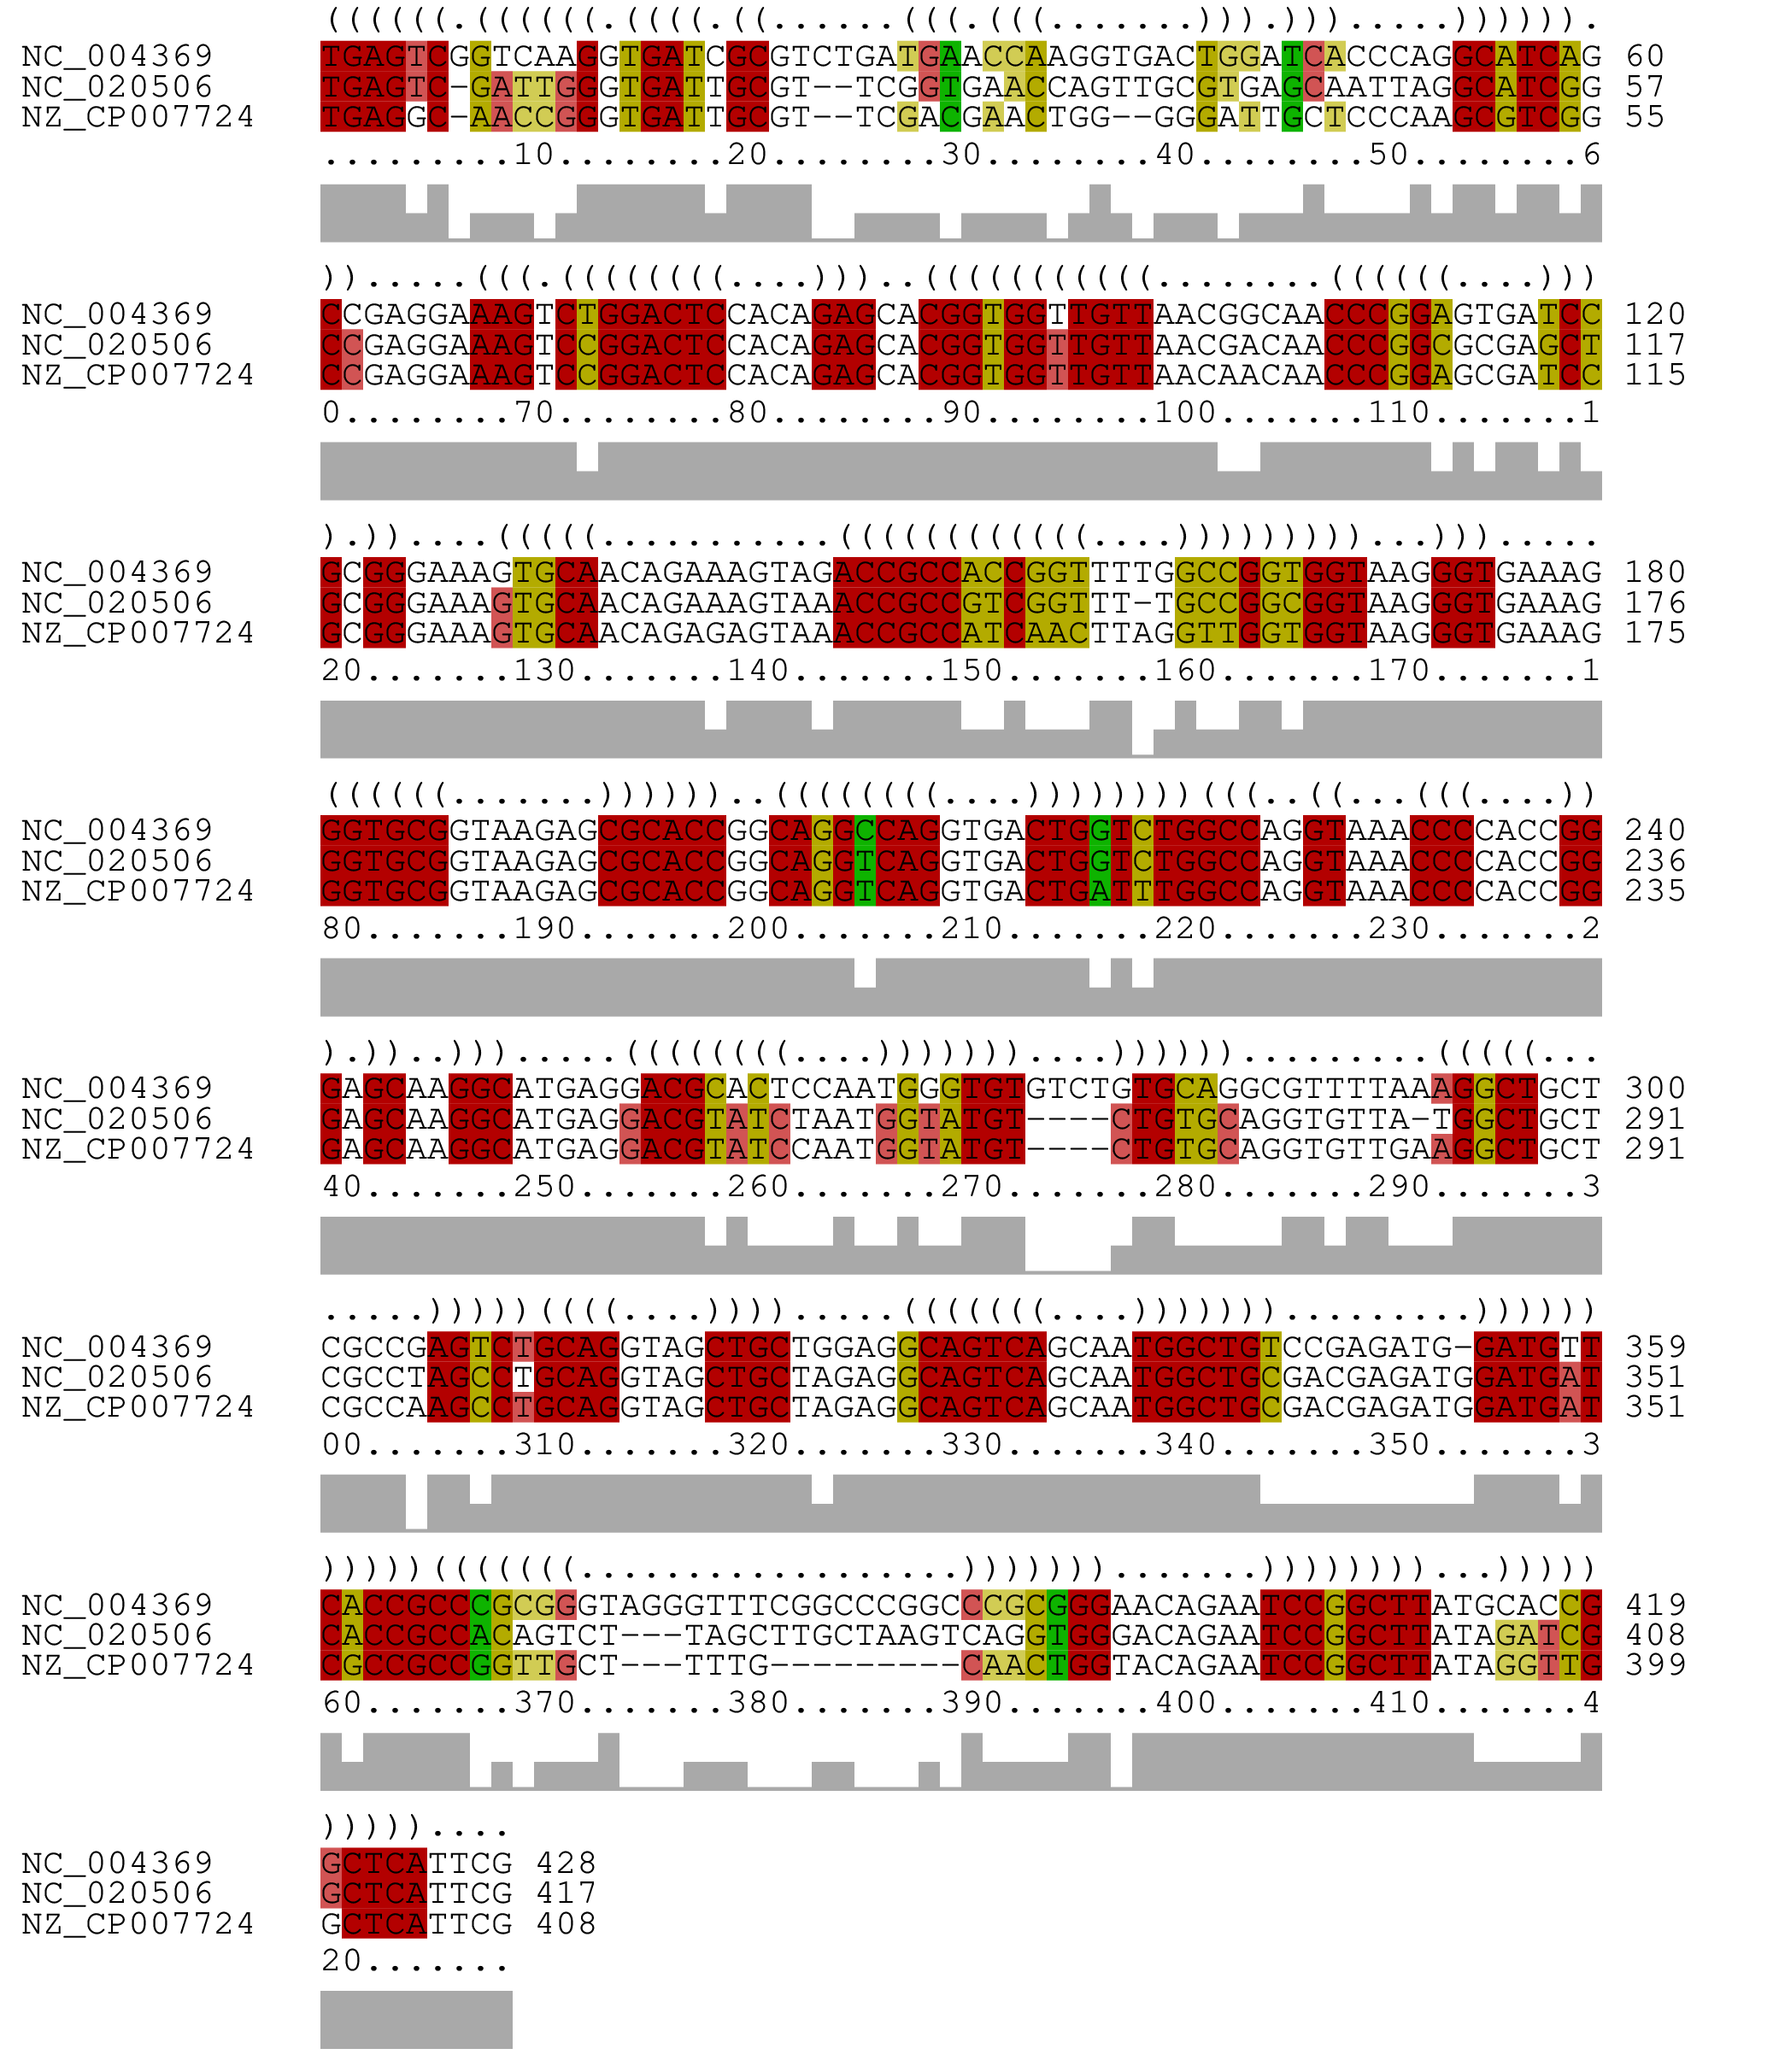 ((((((.((((((.((((.((......(((.(((.......))).))).....)))))).
NC_004369 TGAGTCGGTCAAGGTGATCGCGTCTGATGAACCAAGGTGACTGGATCACCCAGGCATCAG 60
NC_020506 TGAGTC-GATTGGGTGATTGCGT--TCGGTGAACCAGTTGCGTGAGCAATTAGGCATCGG 57
NZ_CP007724 TGAGGC-AACCGGGTGATTGCGT--TCGACGAACTGG--GGGATTGCTCCCAAGCGTCGG 55
.........10........20........30........40........50........6
)).....(((.((((((((....)))..(((((((((((........((((((....)))
NC_004369 CCGAGGAAAGTCTGGACTCCACAGAGCACGGTGGTTGTTAACGGCAACCCGGAGTGATCC 120
NC_020506 CCGAGGAAAGTCCGGACTCCACAGAGCACGGTGGTTGTTAACGACAACCCGGCGCGAGCT 117
NZ_CP007724 CCGAGGAAAGTCCGGACTCCACAGAGCACGGTGGTTGTTAACAACAACCCGGAGCGATCC 115
0........70........80........90........100.......110.......1
).))....(((((...........((((((((((((....)))))))))...))).....
NC_004369 GCGGGAAAGTGCAACAGAAAGTAGACCGCCACCGGTTTTGGCCGGTGGTAAGGGTGAAAG 180
NC_020506 GCGGGAAAGTGCAACAGAAAGTAAACCGCCGTCGGTTT-TGCCGGCGGTAAGGGTGAAAG 176
NZ_CP007724 GCGGGAAAGTGCAACAGAGAGTAAACCGCCATCAACTTAGGTTGGTGGTAAGGGTGAAAG 175
20.......130.......140.......150.......160.......170.......1
((((((.......))))))..((((((((....))))))))(((..((...(((....))
NC_004369 GGTGCGGTAAGAGCGCACCGGCAGGCCAGGTGACTGGTCTGGCCAGGTAAACCCCACCGG 240
NC_020506 GGTGCGGTAAGAGCGCACCGGCAGGTCAGGTGACTGGTCTGGCCAGGTAAACCCCACCGG 236
NZ_CP007724 GGTGCGGTAAGAGCGCACCGGCAGGTCAGGTGACTGATTTGGCCAGGTAAACCCCACCGG 235
80.......190.......200.......210.......220.......230.......2
).))..))).....((((((((....)))))))....)))))).........(((((...
NC_004369 GAGCAAGGCATGAGGACGCACTCCAATGGGTGTGTCTGTGCAGGCGTTTTAAAGGCTGCT 300
NC_020506 GAGCAAGGCATGAGGACGTATCTAATCGGTATGT----CTGTGCAGGTGTTA-TGGCTGCT 291
NZ_CP007724 GAGCAAGGCATGAGGACGTATCCAATGGTATGT----CTGTGCAGGTGTTGAAGGCTGCT 291
40.......250.......260.......270.......280.......290.......3
.....)))))((((....)))).....(((((((....))))))).........))))))
NC_004369 CGCCGAGTCTGCAGGTAGCTGCTGGAGGCAGTCAGCAATGGCTGTCCGAGATG-GATGTT 359
NC_020506 CGCCTAGCCTGCAGGTAGCTGCTAGAGGCAGTCAGCAATGGCTGCGACGAGATGGATGAT 351
NZ_CP007724 CGCCAAGCCTGCAGGTAGCTGCTAGAGGCAGTCAGCAATGGCTGCGACGAGATGGATGAT 351
00.......310.......320.......330.......340.......350.......3
)))))(((((((..................))))))).......))))))))...)))))
NC_004369 CACCGCCCGCGGGTAGGGTTTCGGCCCGGCCCGCGGGAACAGAATCCGGCTTATGCACCG 419
NC_020506 CACCGCCACAGTCT---TAGCTTGCTAAGTCAGGTGGGACAGAATCCGGCTTATAGATCG 408
NZ_CP007724 CGCCGCCGGTTGCT---TTTG---------CAACTGGTACAGAATCCGGCTTATAGGTTG 399
60.......370.......380.......390.......400.......410.......4
)))))....
NC_004369 GCTCATTCG 428
NC_020506 GCTCATTCG 417
NZ_CP007724 GCTCATTCG 408
20.......